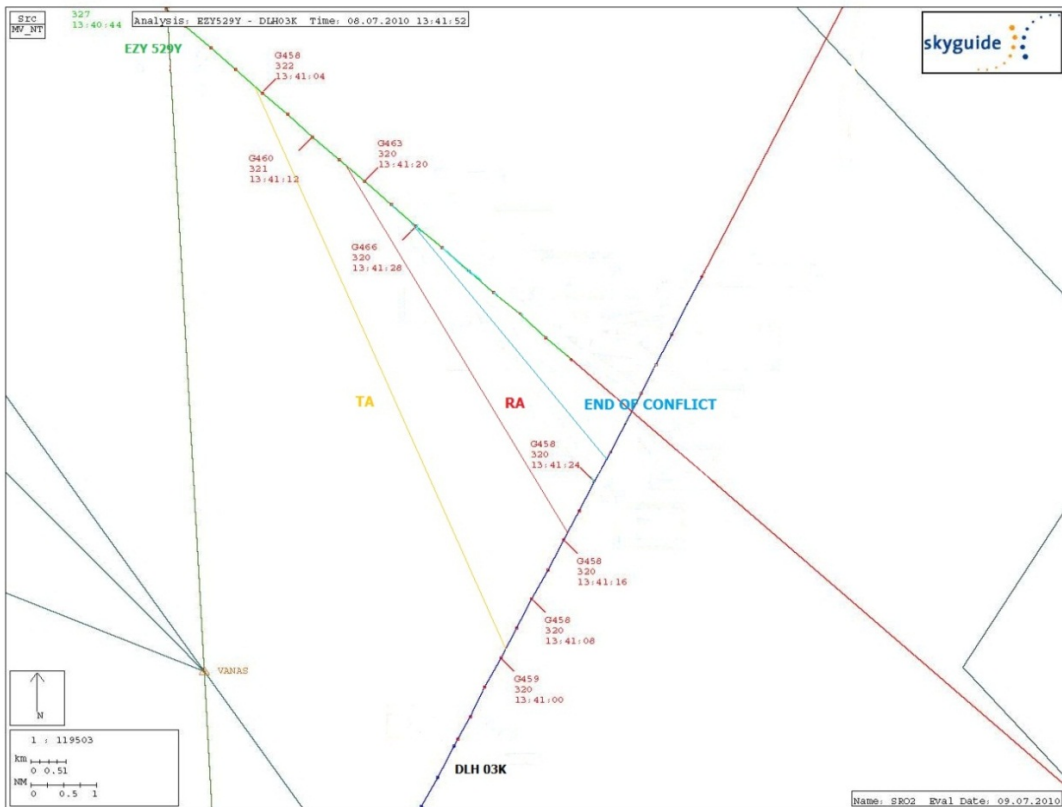 Src
MV_NT
327
13:40:44
Analysis: EZY529Y - DLH03K Time: 08.07.2010 13:41:52
skyguide
EZY 529Y
G458
322
13:41:04
G460
321
13:41:12
G463
320
13:41:20
G466
320
13:41:28
TA
RA
END OF CONFLICT
G458
320
13:41:24
G458
320
13:41:16
G458
320
13:41:08
G459
320
13:41:00
VANAS
N
1 : 119503
km
0 0.51
NM
0 0.5 1
DLH 03K
Name: SRO2 Eval Date: 09.07.2010